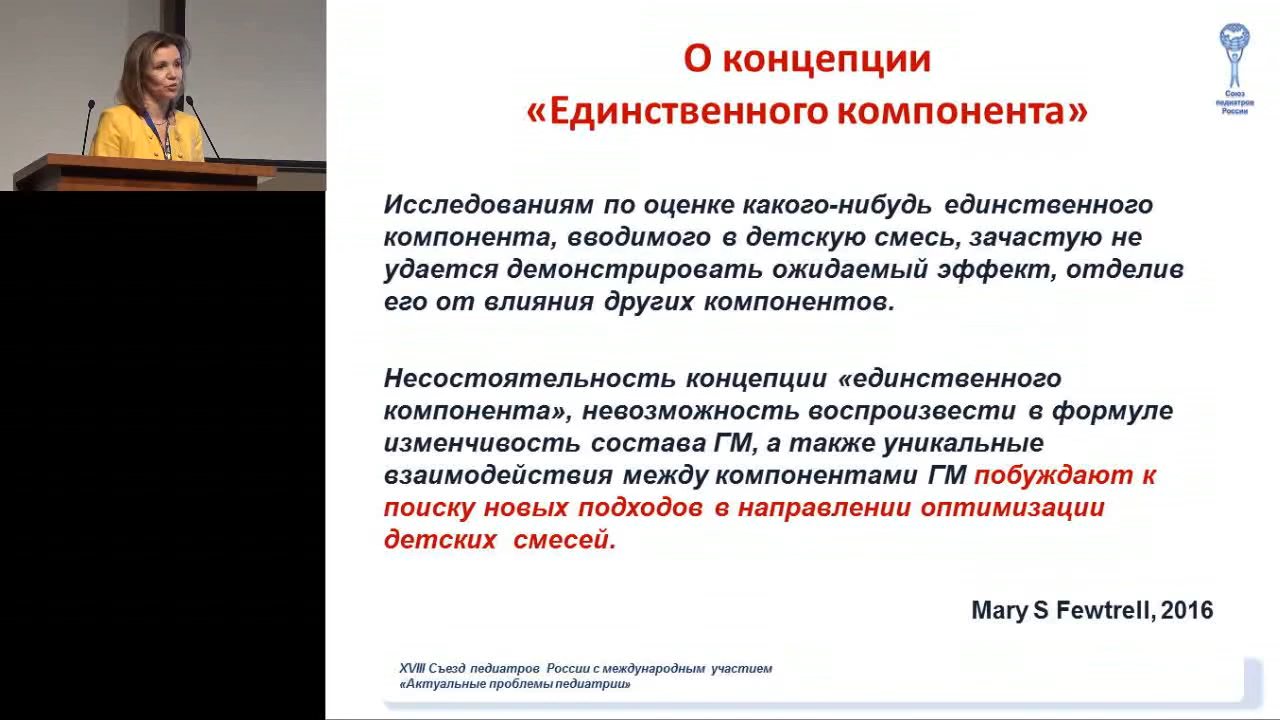 О концепции
«Единственного компонента»
Союз
педиатров
России
Исследованиям по оценке какого-нибудь единственного
компонента, вводимого в детскую смесь, зачастую не
удается демонстрировать ожидаемый эффект, отделив
его от влияния других компонентов.
Несостоятельность концепции «единственного
компонента», невозможность воспроизвести в формуле
изменчивость состава ГМ, а также уникальные
взаимодействия между компонентами ГМ побуждают к
поиску новых подходов в направлении оптимизации
детских смесей.
Mary S Fewtrell, 2016
XVIII Съезд педиатров России с международным участием
«Актуальные проблемы педиатрии»